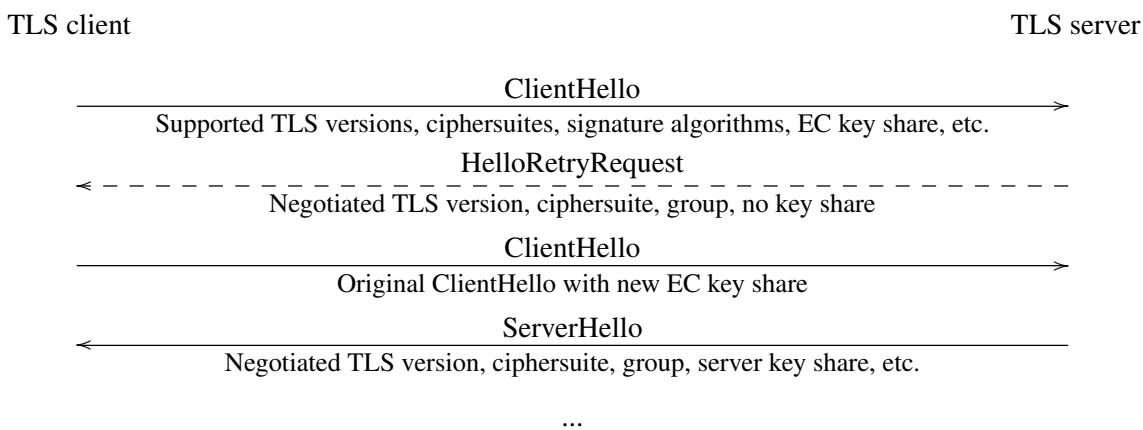 TLS client TLS server
ClientHello
Supported TLS versions, ciphersuites, signature algorithms, EC key share, etc.
HelloRetryRequest
Negotiated TLS version, ciphersuite, group, no key share
ClientHello
Original ClientHello with new EC key share
ServerHello
Negotiated TLS version, ciphersuite, group, server key share, etc.
...